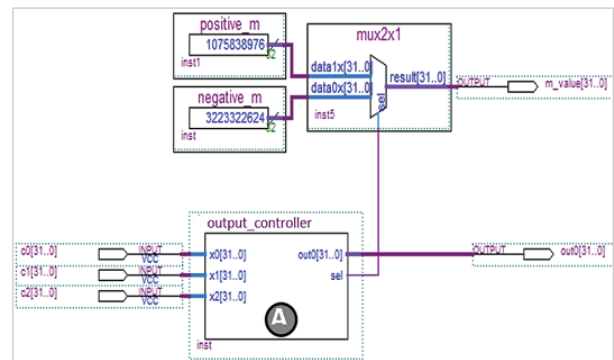 positive_m
1075838976
32
inst1
negative_m
3223322624
32
inst
mux2x1
data1x[31..0]
data0x[31..0]
result[31..0]
sel
inst5
OUTPUT
m_value[31..0]
output_controller
c0[31..0]
INPUT
VCC
x0[31..0]
out0[31..0]
OUTPUT
out0[31..0]
c1[31..0]
INPUT
VCC
x1[31..0]
sel
c2[31..0]
INPUT
VCC
x2[31..0]
A
inst